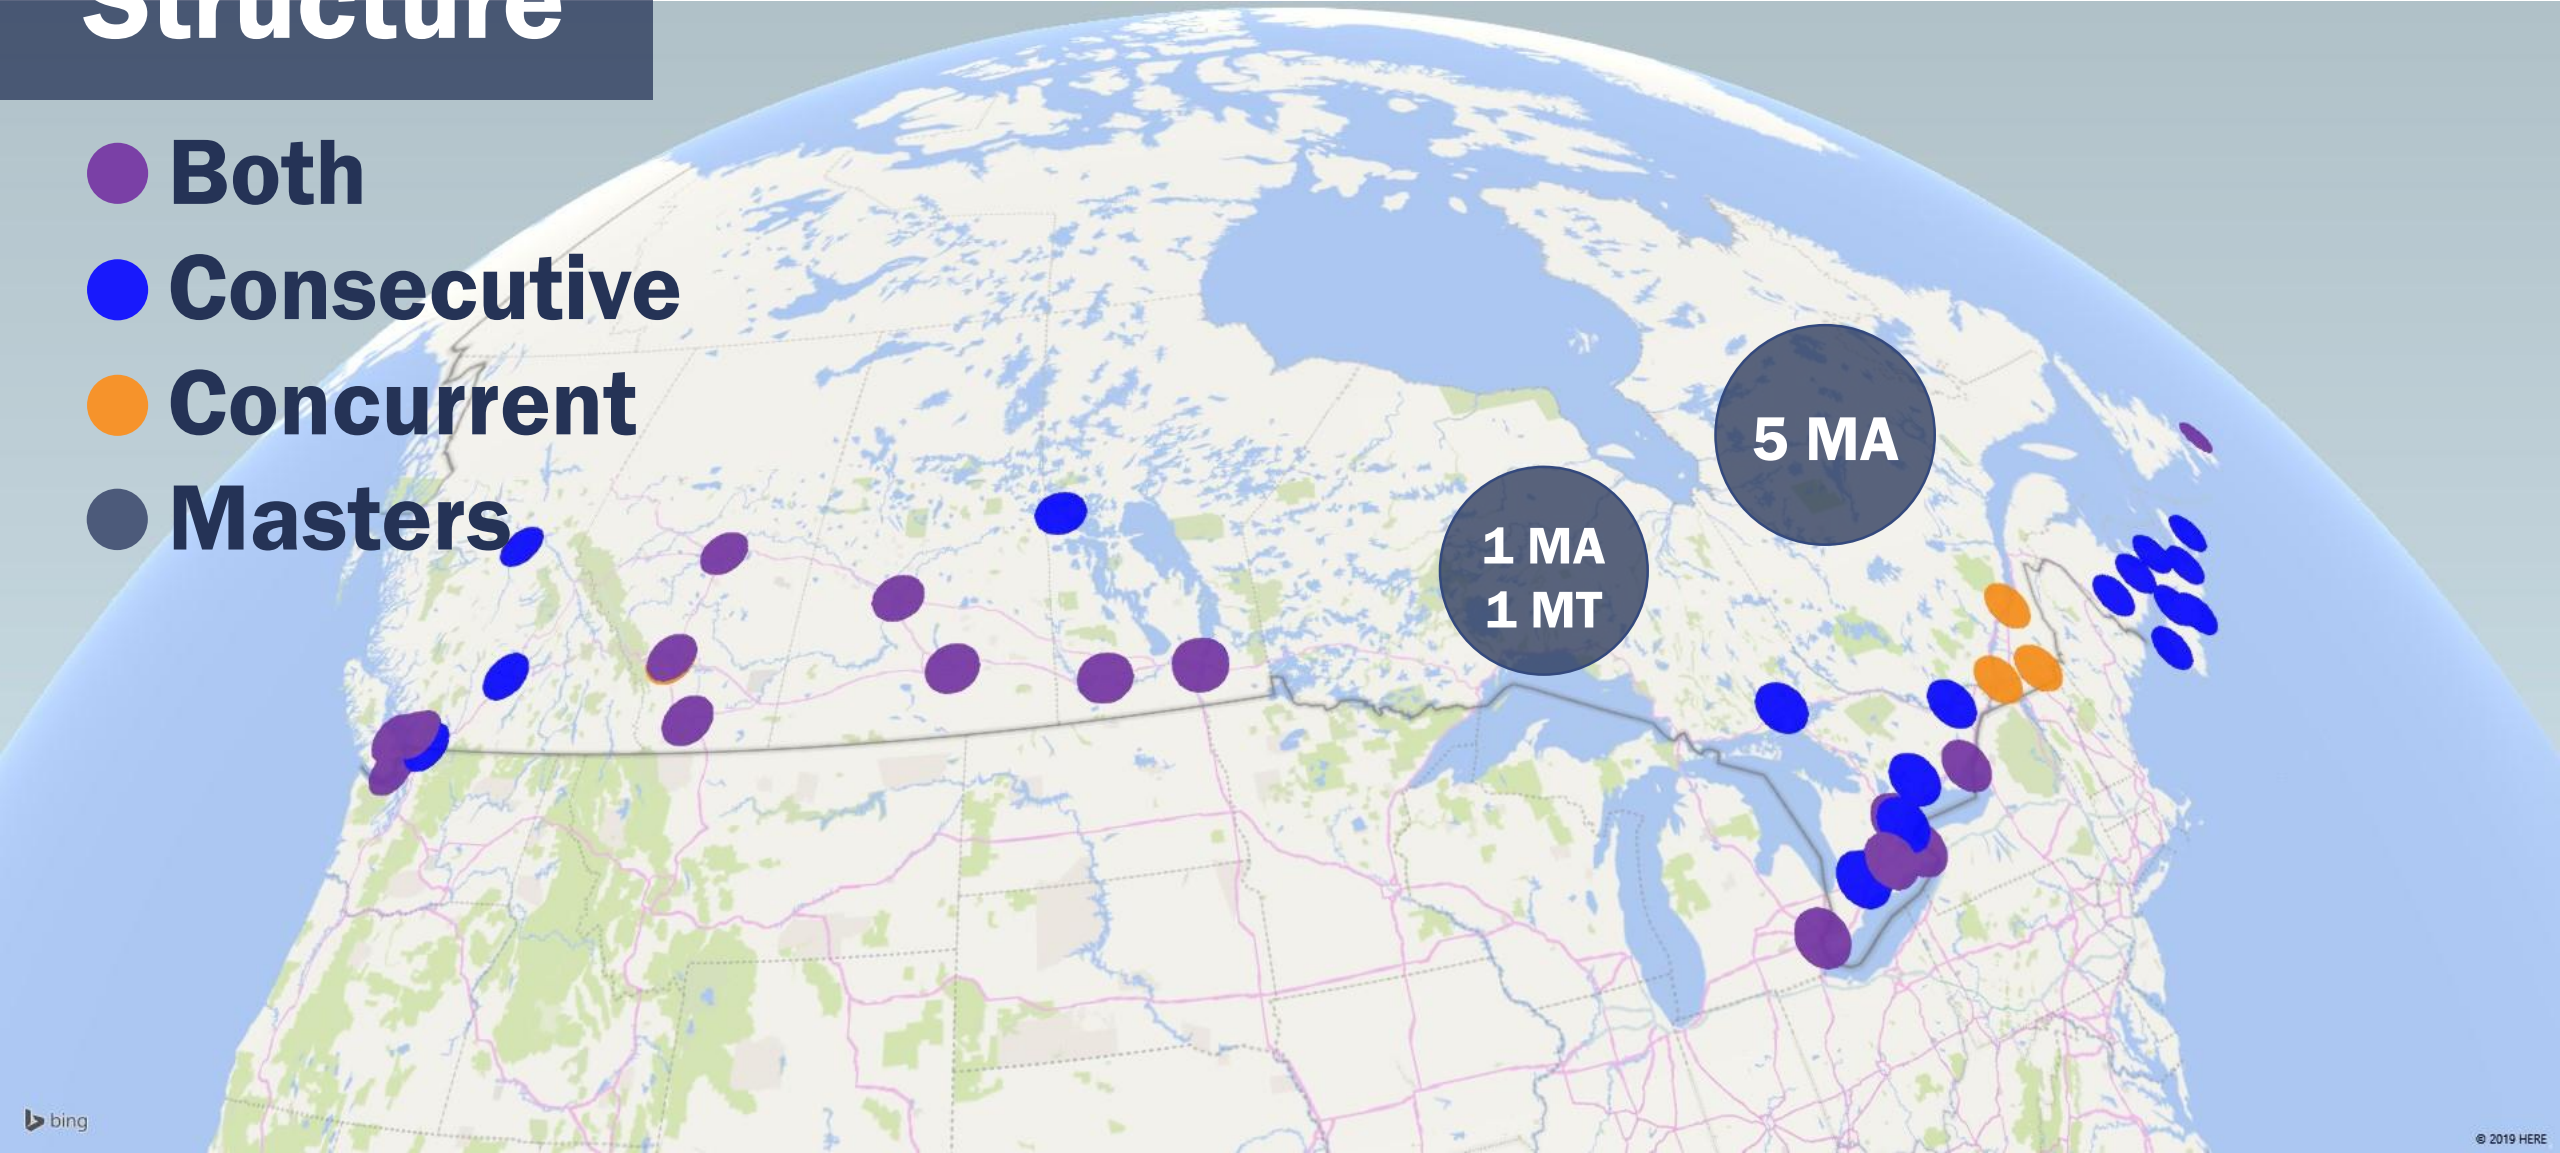 Structure
Both
Consecutive
Concurrent
Masters
5 MA
1 MA
1 MT
bing
© 2019 HERE